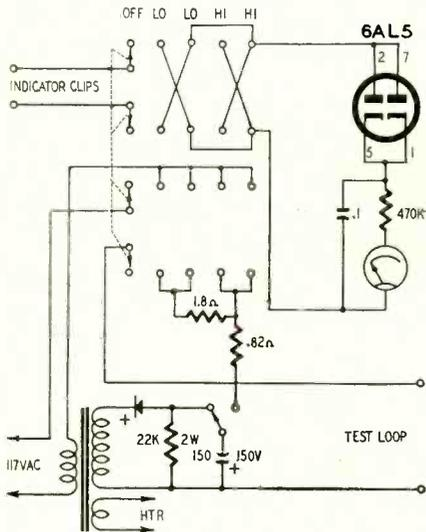 OFF LO LO HI HI
6AL5
2 7
INDICATOR CLIPS
5 1
.1
470K
1.8Ω
.82Ω
22K 2W
150 150V
TEST LOOP
117VAC
HTR